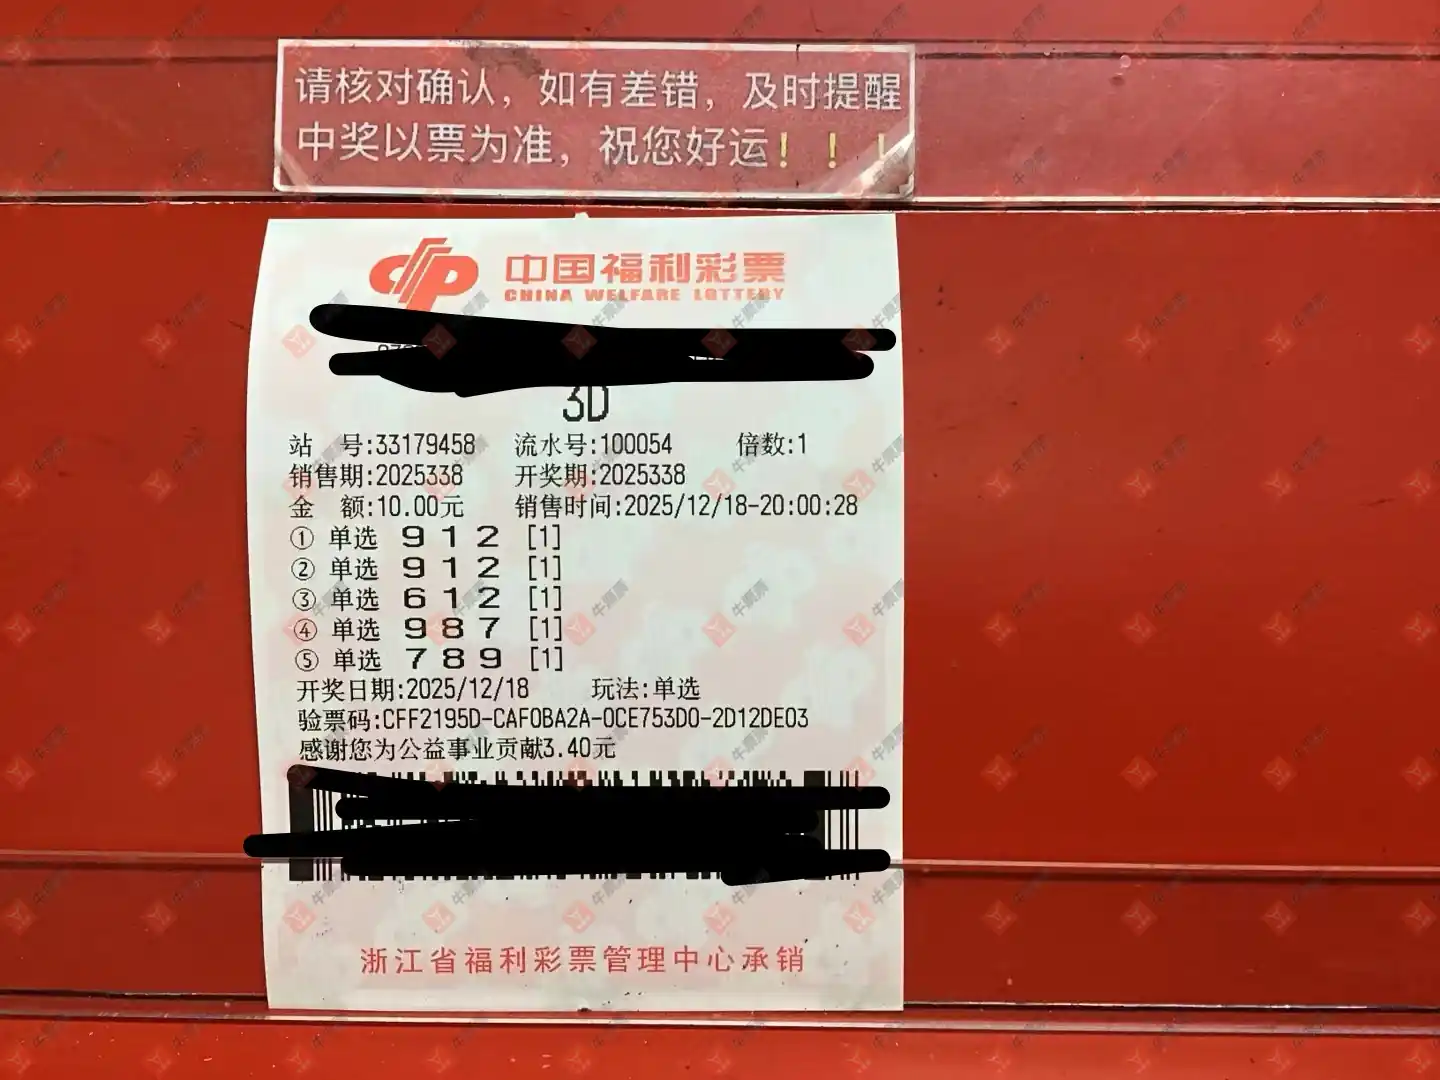 请核对确认，如有差错，及时提醒
中奖以票为准，祝您好运！！！
中国福利彩票
CHINA WELFARE LOTTERY
3D
站 号:33179458 流水号:100054 倍数:1
销售期:2025338 开奖期:2025338
金 额:10.00元 销售时间:2025/12/18-20:00:28
① 单选 9 1 2 [1]
② 单选 9 1 2 [1]
③ 单选 6 1 2 [1]
④ 单选 9 8 7 [1]
⑤ 单选 7 8 9 [1]
开奖日期:2025/12/18 玩法:单选
验票码:CFF2195D-CAF0BA2A-0CE753D0-2D12DE03
感谢您为公益事业贡献3.40元
浙江省福利彩票管理中心承销
牛票票